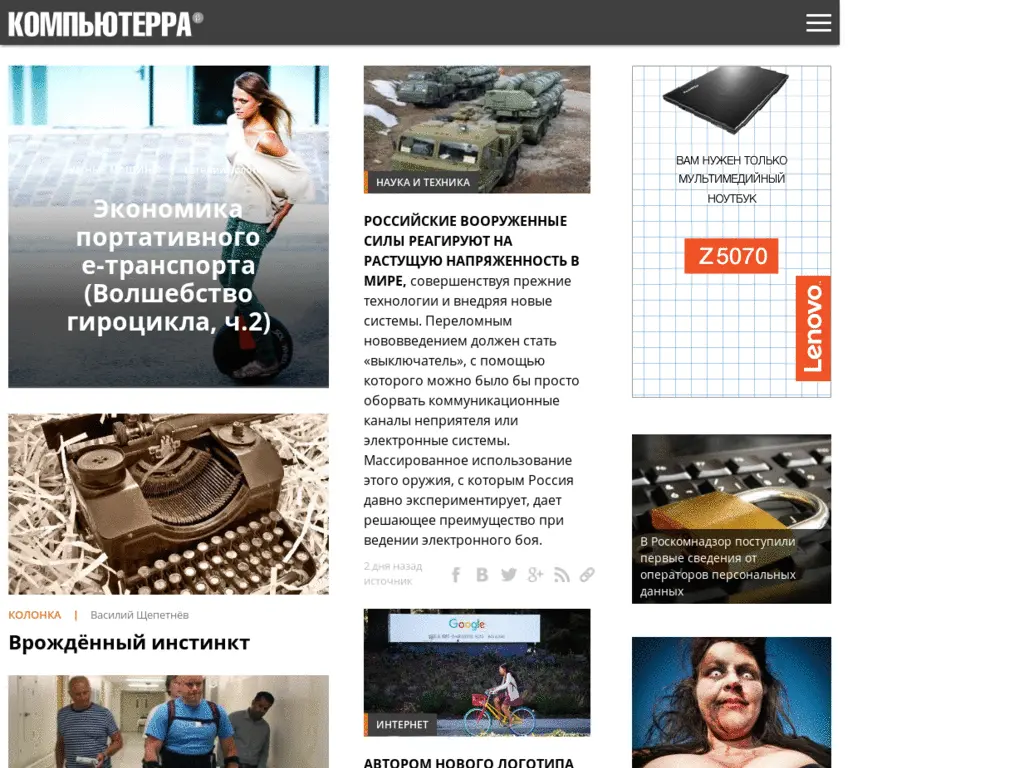 КОМПЬЮТЕРРА
Экономика
портативного
е-транспорта
(Волшебство
гироцикла, ч.2)
КОЛОНКА | Василий Щепетнёв
Врождённый инстинкт
НАУКА И ТЕХНИКА
РОССИЙСКИЕ ВООРУЖЕННЫЕ
СИЛЫ РЕАГИРУЮТ НА
РАСТУЩУЮ НАПРЯЖЕННОСТЬ В
МИРЕ, совершенствуя прежние
технологии и внедряя новые
системы. Переломным
нововведением должен стать
«выключатель», с помощью
которого можно было бы просто
оборвать коммуникационные
каналы неприятеля или
электронные системы.
Массированное использование
этого оружия, с которым Россия
давно экспериментирует, дает
решающее преимущество при
ведении электронного боя.
2 дня назад
источник
Google
ИНТЕРНЕТ
АВТОРОМ НОВОГО ЛОГОТИПА
ВАМ НУЖЕН ТОЛЬКО
МУЛЬТИМЕДИЙНЫЙ
НОУТБУК
Z 5070
Lenovo
В Роскомнадзор поступили
первые сведения от
операторов персональных
данных